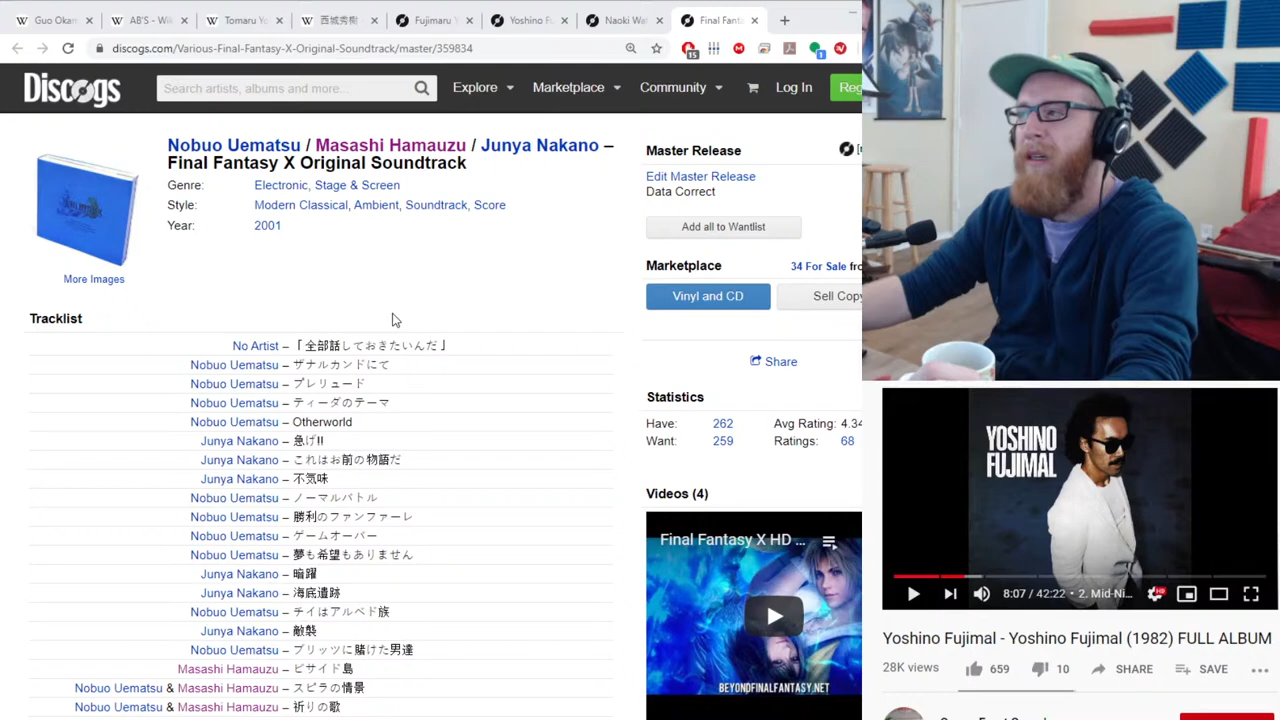 Guo Okam
AB'S - Wik
Tomaru Yo
西城秀樹
Fujimaru Y
Yoshino Fu
Naoki Wat
Final Fanta
discogs.com/Various-Final-Fantasy-X-Original-Soundtrack/master/359834
15
1
Discogs
Search artists, albums and more...
Explore
Marketplace
Community
Log In
Reg
Nobuo Uematsu / Masashi Hamauzu / Junya Nakano –
Final Fantasy X Original Soundtrack
Genre: Electronic, Stage & Screen
Style: Modern Classical, Ambient, Soundtrack, Score
Year: 2001
More Images
Tracklist
No Artist – 「全部話しておきたいんだ」
Nobuo Uematsu – ザナルカンドにて
Nobuo Uematsu – プレリュード
Nobuo Uematsu – ティーダのテーマ
Nobuo Uematsu – Otherworld
Junya Nakano – 急げ!!
Junya Nakano – これはお前の物語だ
Junya Nakano – 不気味
Nobuo Uematsu – ノーマルバトル
Nobuo Uematsu – 勝利のファンファーレ
Nobuo Uematsu – ゲームオーバー
Nobuo Uematsu – 夢も希望もありません
Junya Nakano – 暗躍
Junya Nakano – 海底遺跡
Nobuo Uematsu – チイはアルベド族
Junya Nakano – 敵襲
Nobuo Uematsu – ブリッツに賭けた男達
Masashi Hamauzu – ビサイド島
Nobuo Uematsu & Masashi Hamauzu – スピラの情景
Nobuo Uematsu & Masashi Hamauzu – 祈りの歌
Master Release
Edit Master Release
Data Correct
Add all to Wantlist
Marketplace
34 For Sale fro
Vinyl and CD
Sell Copy
Share
Statistics
Have: 262
Avg Rating: 4.34
Want: 259
Ratings: 68
Videos (4)
Final Fantasy X HD ...
BEYONDFINALFANTASY.NET
YOSHINO
FUJIMAL
8:07 / 42:22 • 2. Mid-Ni...
HD
Yoshino Fujimal - Yoshino Fujimal (1982) FULL ALBUM
28K views
659
10
SHARE
SAVE